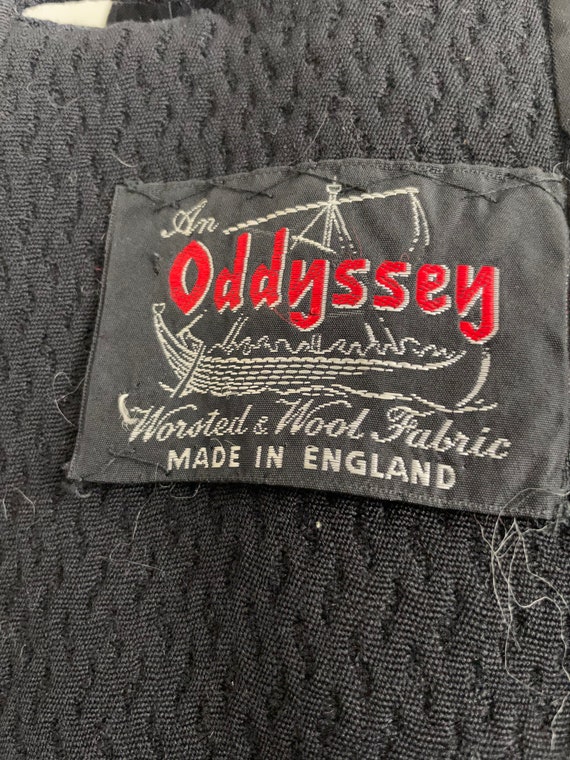 An
Oddyssey
Worsted & Wool Fabric
MADE IN ENGLAND